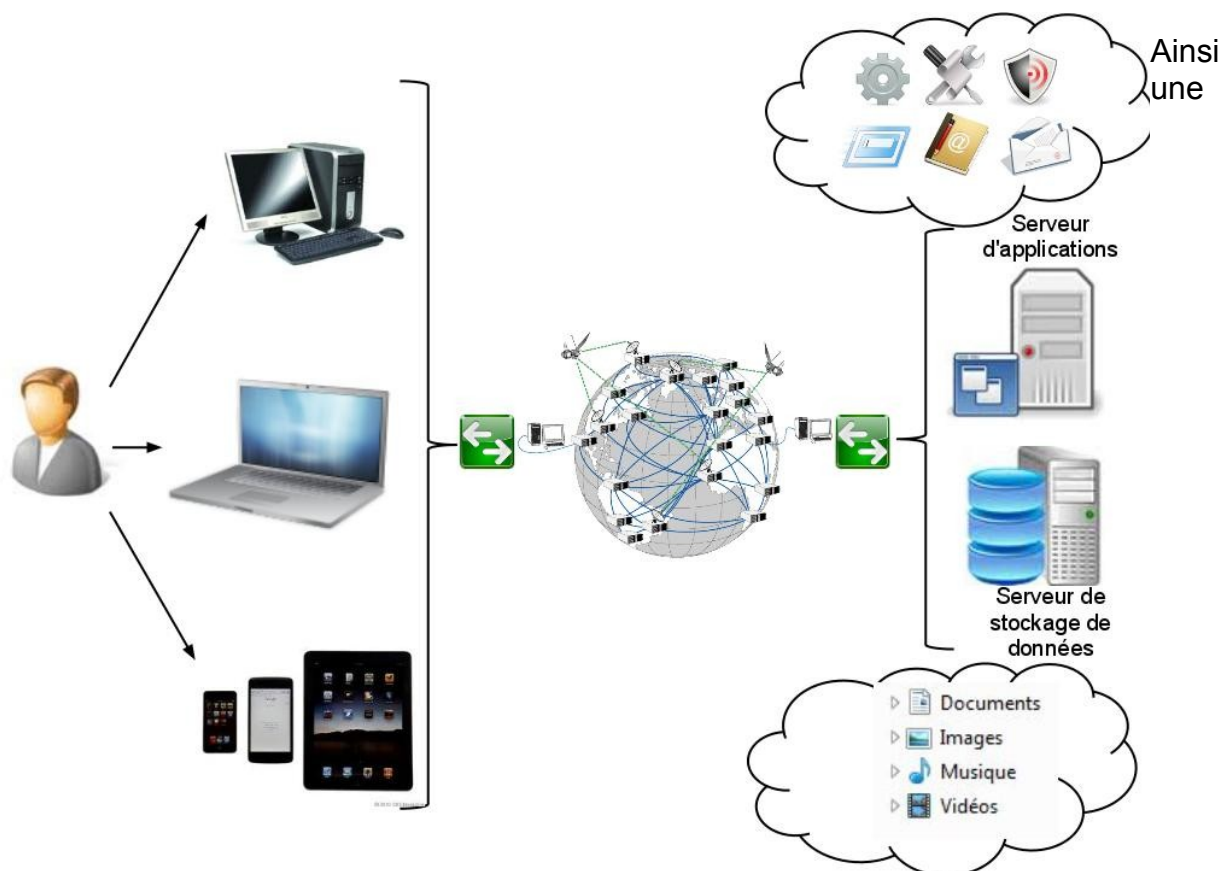 Ainsi
une
Serveur
d'applications
Serveur de
stockage de
données
Documents
Images
Musique
Vidéos